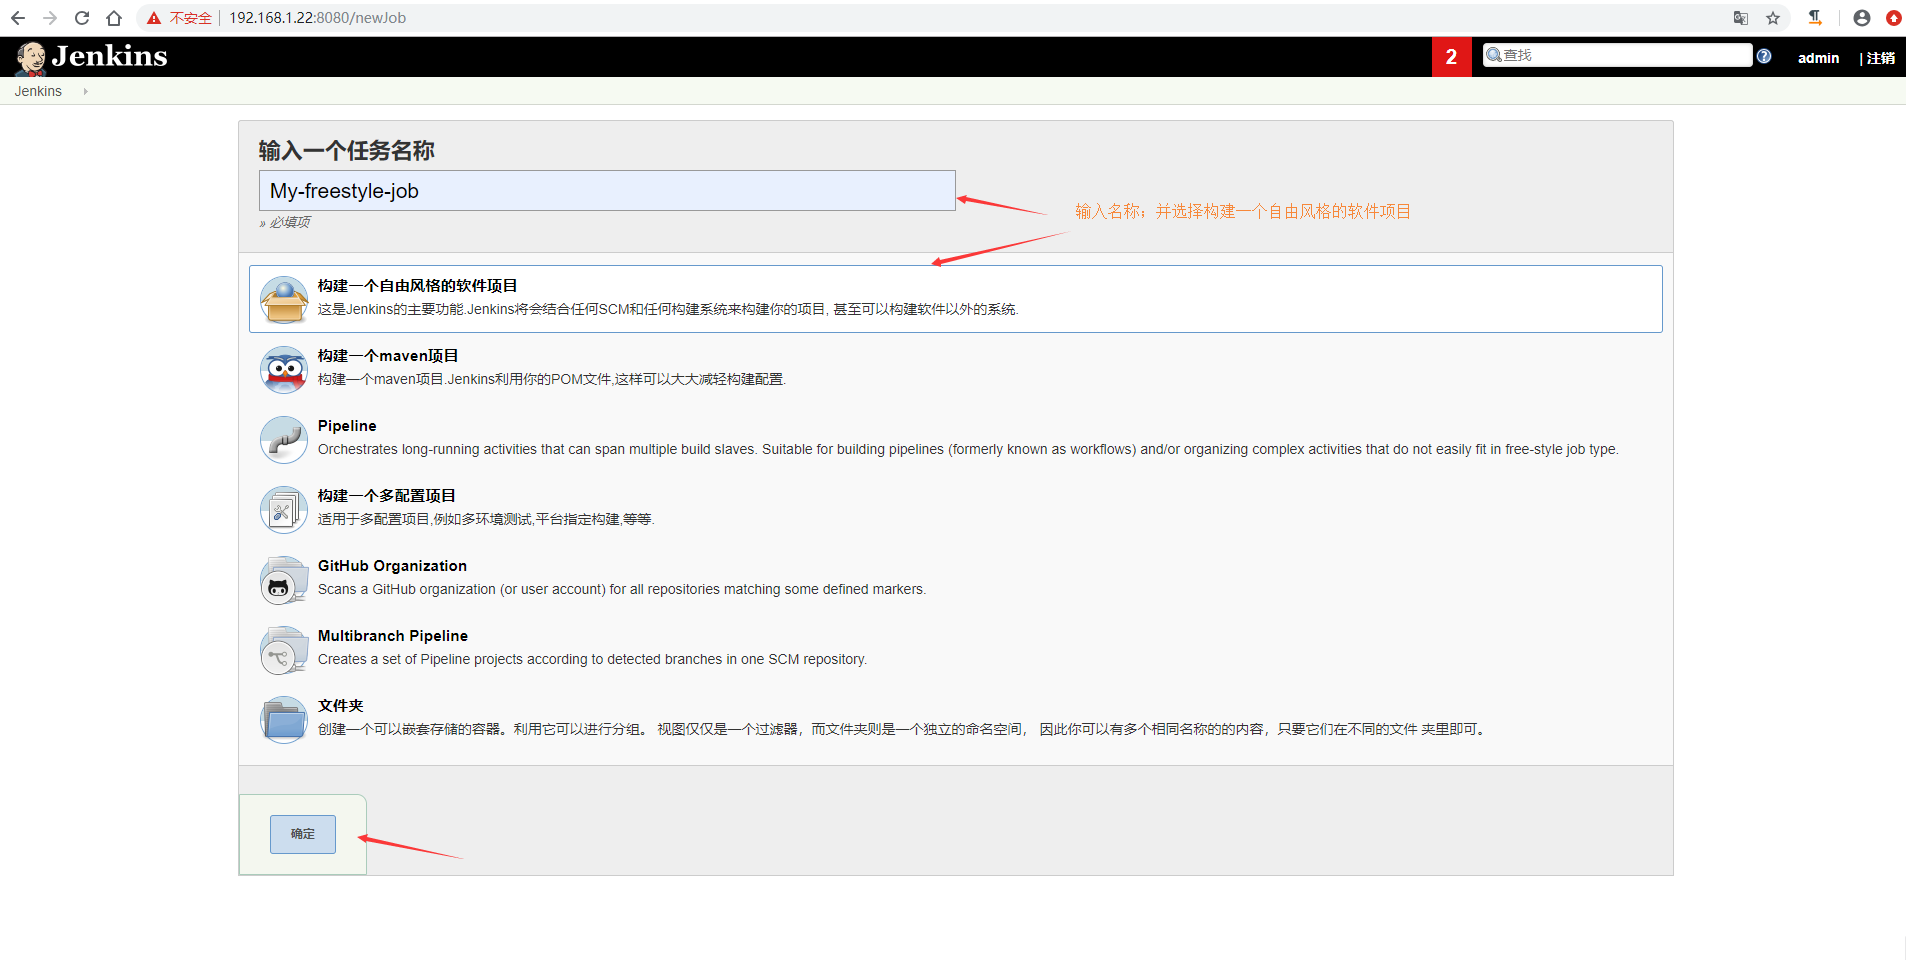 不安全 | 192.168.1.22:8080/newJob
Jenkins
2
查找
admin
| 注销
Jenkins
输入一个任务名称
My-freestyle-job
» 必填项
输入名称；并选择构建一个自由风格的软件项目
构建一个自由风格的软件项目
这是Jenkins的主要功能.Jenkins将会结合任何SCM和任何构建系统来构建你的项目, 甚至可以构建软件以外的系统.
构建一个maven项目
构建一个maven项目.Jenkins利用你的POM文件,这样可以大大减轻构建配置.
Pipeline
Orchestrates long-running activities that can span multiple build slaves. Suitable for building pipelines (formerly known as workflows) and/or organizing complex activities that do not easily fit in free-style job type.
构建一个多配置项目
适用于多配置项目,例如多环境测试,平台指定构建,等等.
GitHub Organization
Scans a GitHub organization (or user account) for all repositories matching some defined markers.
Multibranch Pipeline
Creates a set of Pipeline projects according to detected branches in one SCM repository.
文件夹
创建一个可以嵌套存储的容器。利用它可以进行分组。 视图仅仅是一个过滤器，而文件夹则是一个独立的命名空间， 因此你可以有多个相同名称的的内容，只要它们在不同的文件 夹里即可。
确定